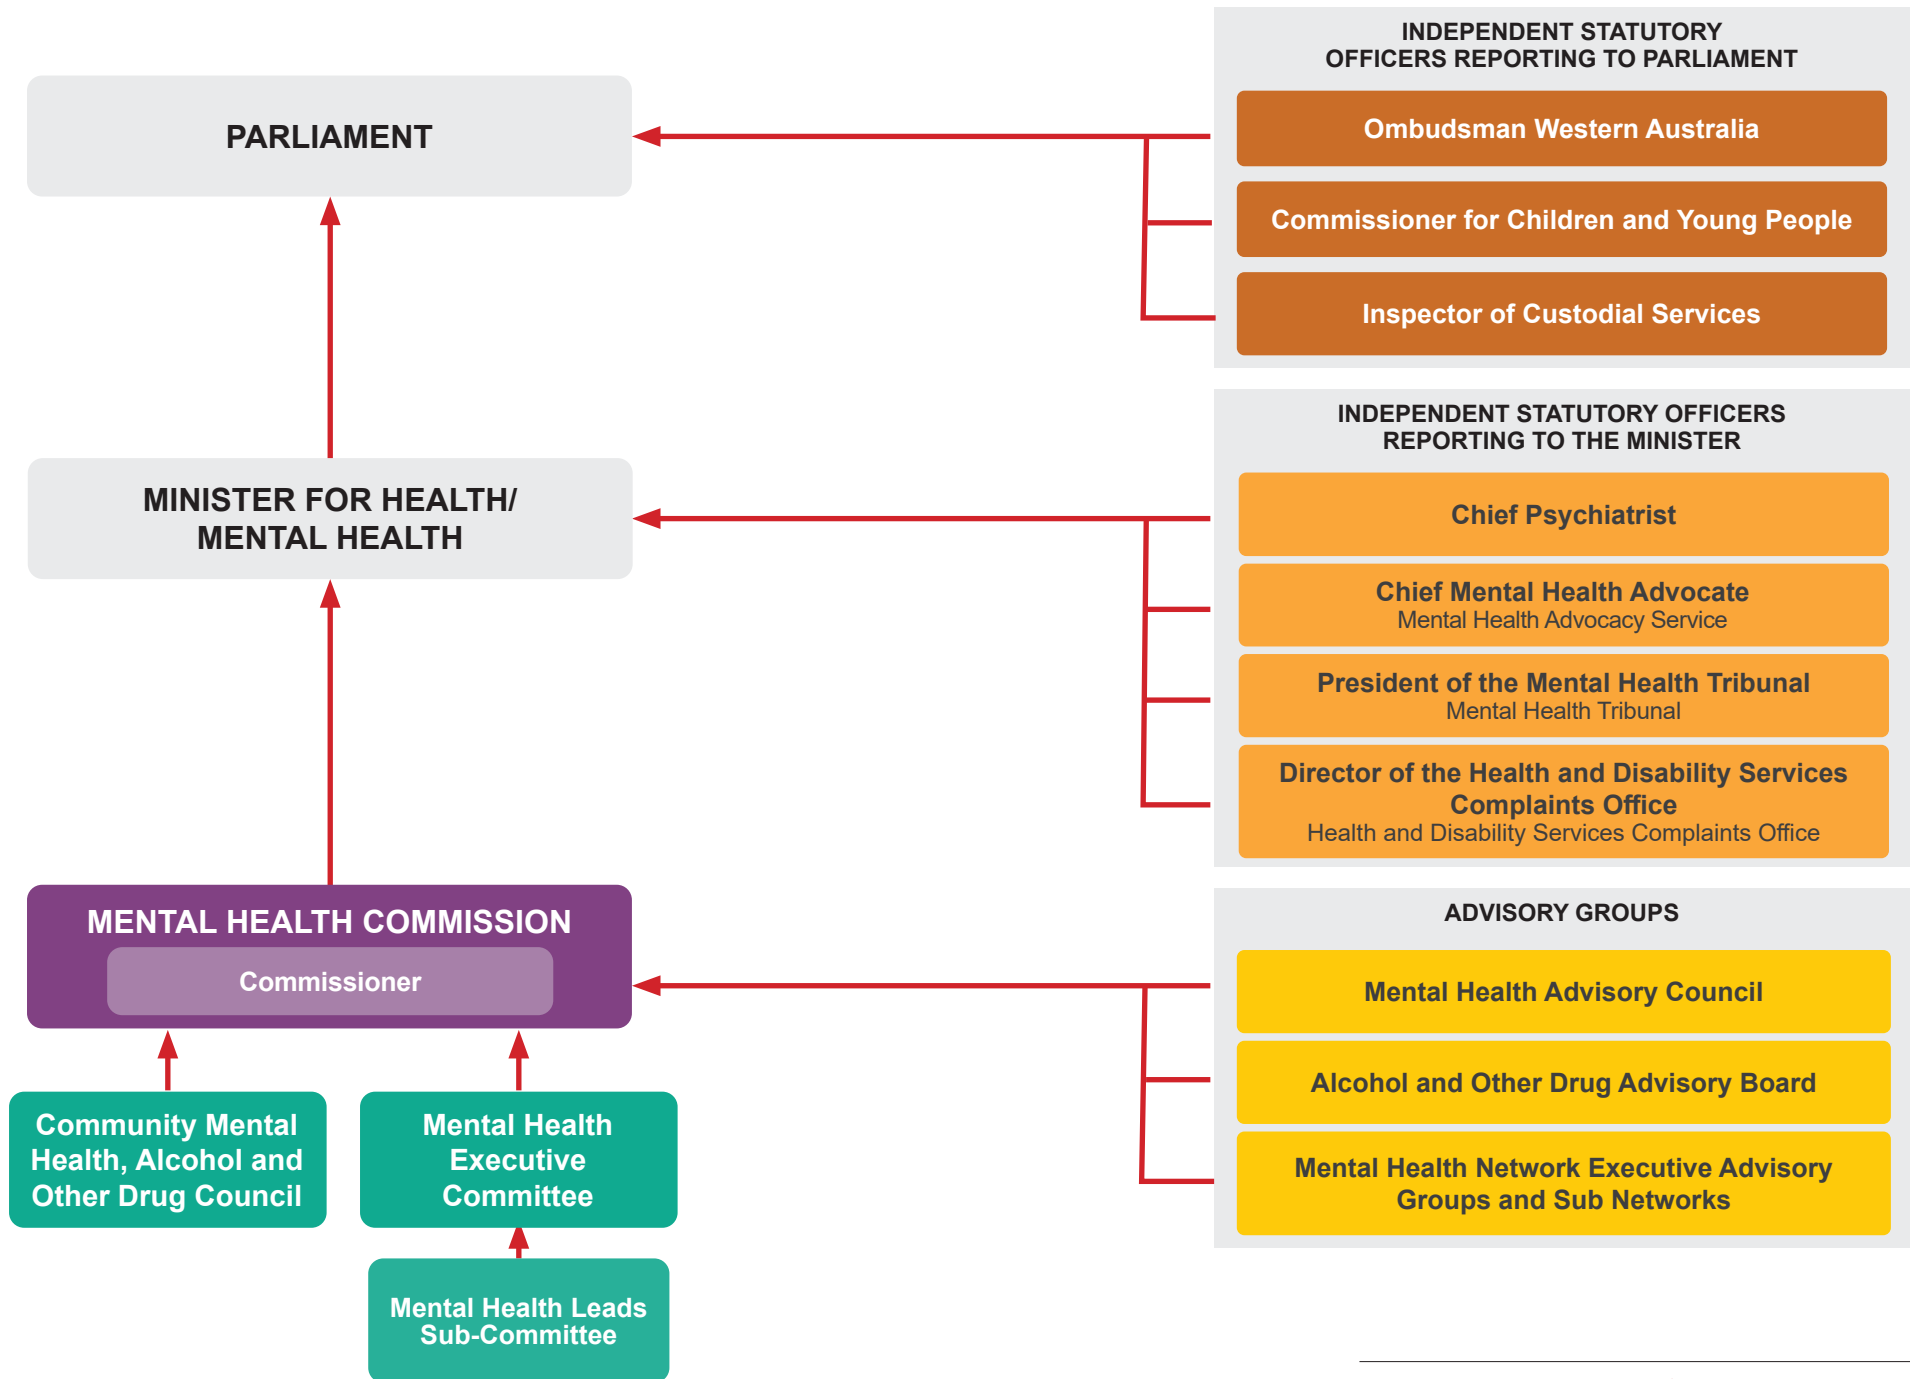 PARLIAMENT
MINISTER FOR HEALTH/
MENTAL HEALTH
MENTAL HEALTH COMMISSION
Commissioner
Community Mental
Health, Alcohol and
Other Drug Council
Mental Health
Executive
Committee
Mental Health Leads
Sub-Committee
INDEPENDENT STATUTORY
OFFICERS REPORTING TO PARLIAMENT
Ombudsman Western Australia
Commissioner for Children and Young People
Inspector of Custodial Services
INDEPENDENT STATUTORY OFFICERS
REPORTING TO THE MINISTER
Chief Psychiatrist
Chief Mental Health Advocate
Mental Health Advocacy Service
President of the Mental Health Tribunal
Mental Health Tribunal
Director of the Health and Disability Services
Complaints Office
Health and Disability Services Complaints Office
ADVISORY GROUPS
Mental Health Advisory Council
Alcohol and Other Drug Advisory Board
Mental Health Network Executive Advisory
Groups and Sub Networks